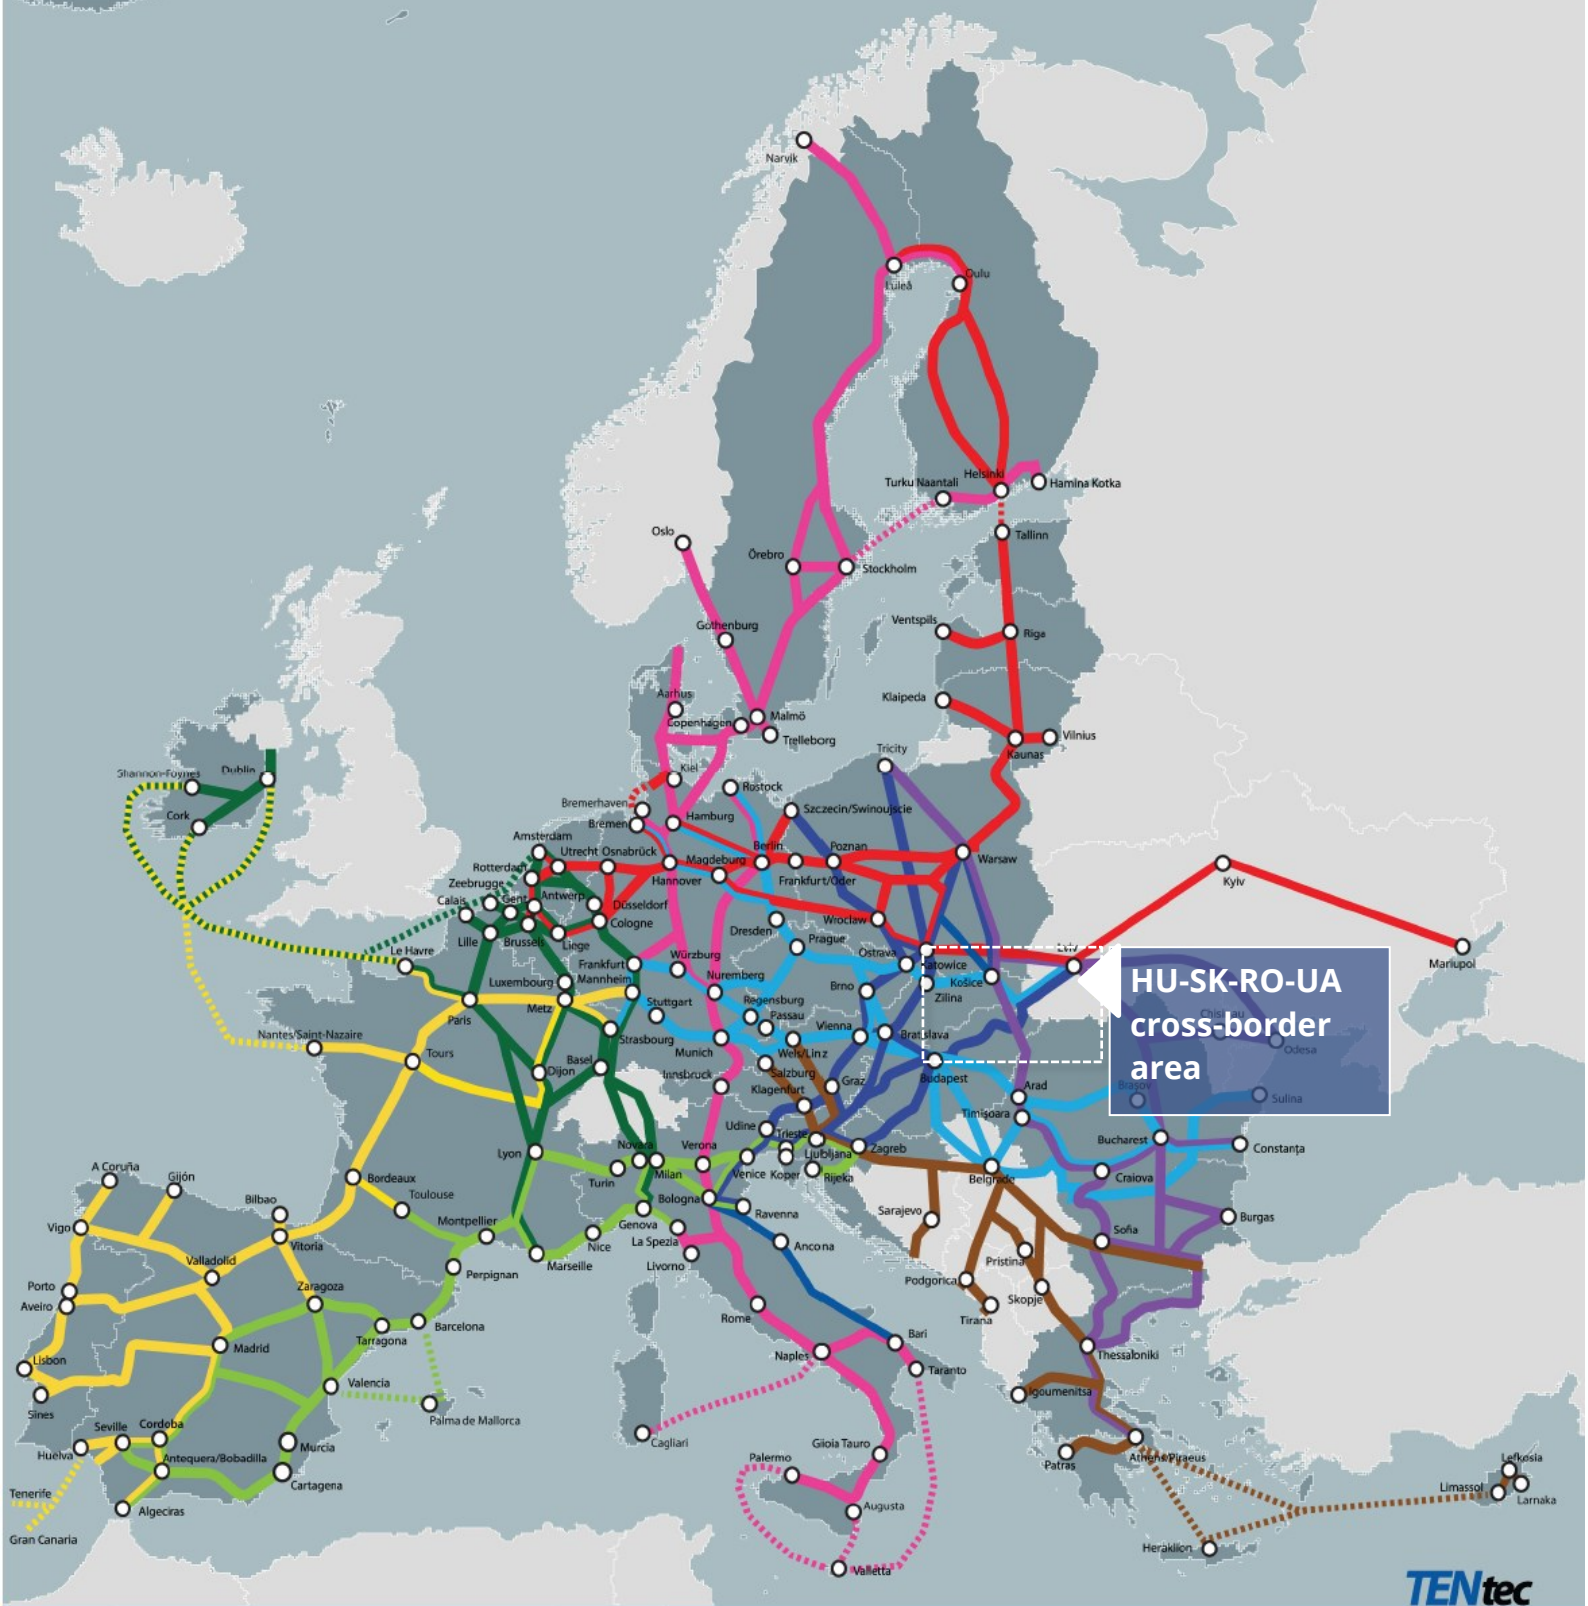 Narvik
Luleå
Oulu
Helsinki
Turku Naantali
Hamina Kotka
Oslo
Tallinn
Örebro
Stockholm
Gothenburg
Ventspils
Riga
Klaipeda
Aarhus
Copenhagen
Malmö
Trelleborg
Vilnius
Kaunas
Tricity
Shannon-Foynes
Dublin
Kiel
Rostock
Cork
Bremerhaven
Szczecin/Swinoujscie
Bremen
Hamburg
Amsterdam
Utrecht
Osnabrück
Berlin
Poznan
Magdeburg
Warsaw
Rotterdam
Hannover
Frankfurt/Oder
Kyiv
Zeebrugge
Calais
Gent
Antwerp
Düsseldorf
Cologne
Wroclaw
Dresden
Lille
Brussels
Liege
Prague
Le Havre
Ostrava
Katowice
Lviv
Mariupol
Frankfurt
Würzburg
Luxembourg
Mannheim
Nuremberg
Košice
Brno
Zilina
Metz
Stuttgart
Regensburg
HU-SK-RO-UA
cross-border
area
Chisinau
Odesa
Paris
Passau
Vienna
Bratislava
Nantes/Saint-Nazaire
Strasbourg
Tours
Munich
Wels/Linz
Basel
Dijon
Innsbruck
Salzburg
Klagenfurt
Graz
Budapest
Arad
Brașov
Sulina
Timișoara
Udine
Trieste
Bucharest
Constanța
Lyon
Novara
Verona
Ljubljana
Zagreb
A Coruña
Gijón
Bordeaux
Turin
Milan
Venice
Koper
Rijeka
Belgrade
Craiova
Bilbao
Toulouse
Bologna
Ravenna
Sarajevo
Vigo
Montpellier
Genova
Burgas
Vitoria
Nice
La Spezia
Ancona
Sofia
Valladolid
Marseille
Livorno
Pristina
Porto
Zaragoza
Perpignan
Podgorica
Aveiro
Skopje
Rome
Tirana
Tarragona
Barcelona
Bari
Madrid
Naples
Thessaloniki
Lisbon
Taranto
Valencia
Igoumenitsa
Sines
Palma de Mallorca
Seville
Cordoba
Cagliari
Huelva
Murcia
Gioia Tauro
Antequera/Bobadilla
Palermo
Patras
Athens/Piraeus
Lefkosia
Cartagena
Limassol
Larnaka
Tenerife
Augusta
Algeciras
Gran Canaria
Heraklion
Valletta
TENtec